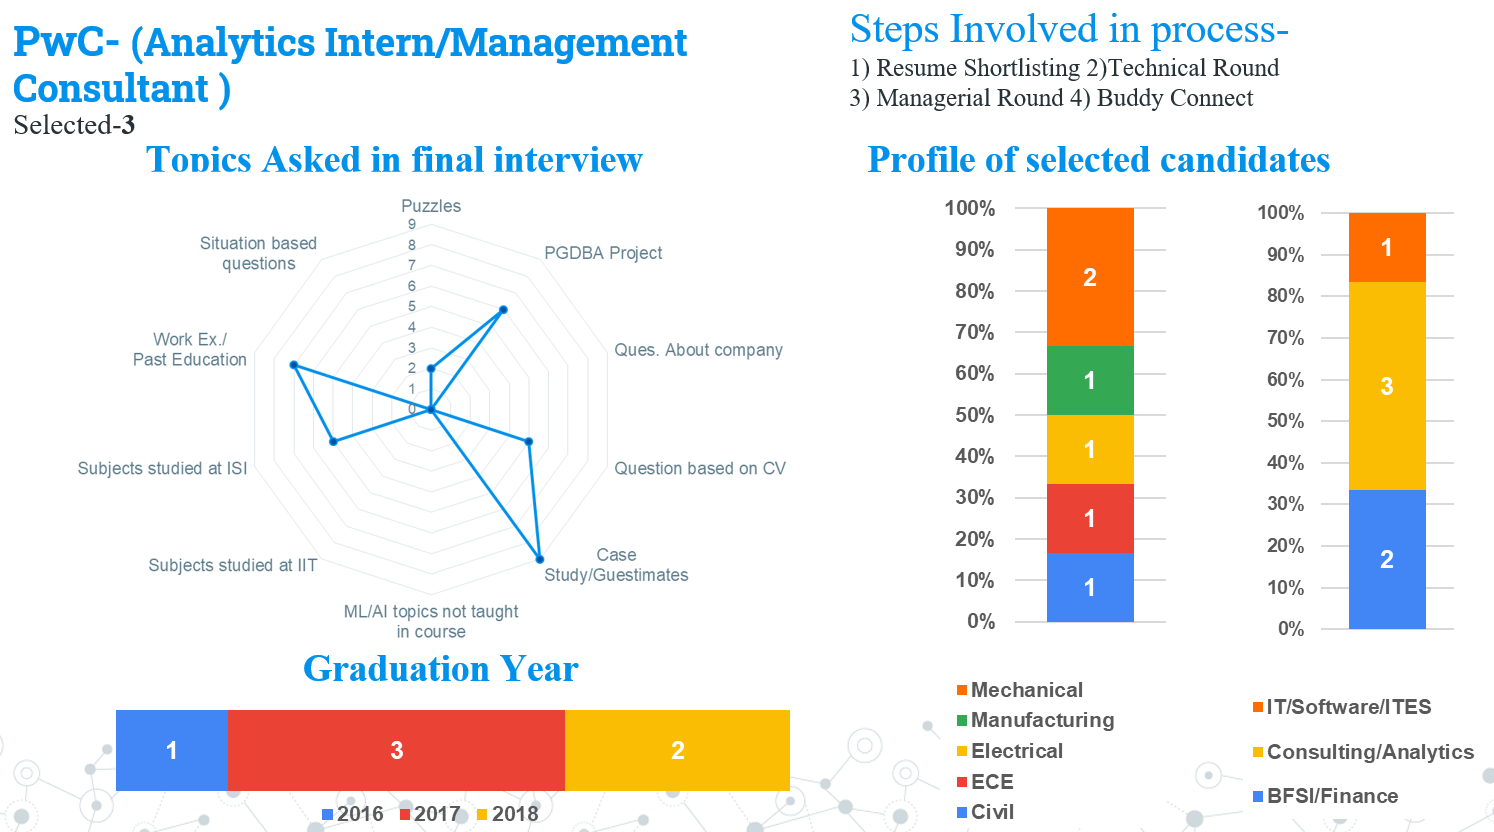 PwC- (Analytics Intern/Management
Consultant )
Selected-3
Steps Involved in process-
1) Resume Shortlisting 2)Technical Round
3) Managerial Round 4) Buddy Connect
Topics Asked in final interview
Puzzles
9
8
7
6
5
4
3
2
1
0
PGDBA Project
Ques. About company
Question based on CV
Case
Study/Guestimates
ML/AI topics not taught
in course
Subjects studied at IIT
Subjects studied at ISI
Work Ex./
Past Education
Situation based
questions
Graduation Year
1 3 2
2016 2017 2018
Profile of selected candidates
100%
90%
80%
70%
60%
50%
40%
30%
20%
10%
0%
2
1
1
1
1
Mechanical
Manufacturing
Electrical
ECE
Civil
100%
90%
80%
70%
60%
50%
40%
30%
20%
10%
0%
1
3
2
IT/Software/ITES
Consulting/Analytics
BFSI/Finance